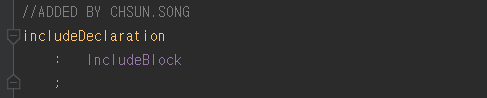 //ADDED BY CHSUN.SONG
includeDeclaration
:   IncludeBlock
;